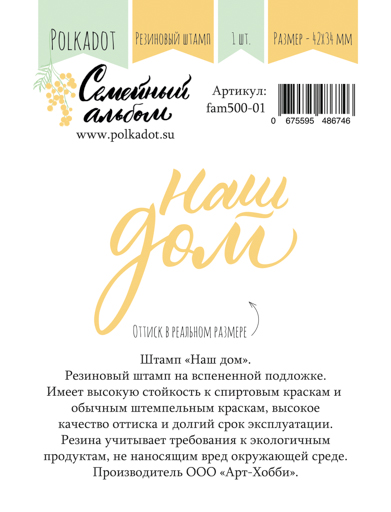 Polkadot
Резиновый штамп
1 шт.
Размер - 42х34 мм
Семейный
альбом
www.polkadot.su
Артикул:
fam500-01
0 675595 486746
наш
дом
Оттиск в реальном размере
Штамп «Наш дом».
Резиновый штамп на вспененной подложке.
Имеет высокую стойкость к спиртовым краскам и
обычным штемпельным краскам, высокое
качество оттиска и долгий срок эксплуатации.
Резина учитывает требования к экологичным
продуктам, не наносящим вред окружающей среде.
Производитель ООО «Арт-Хобби».